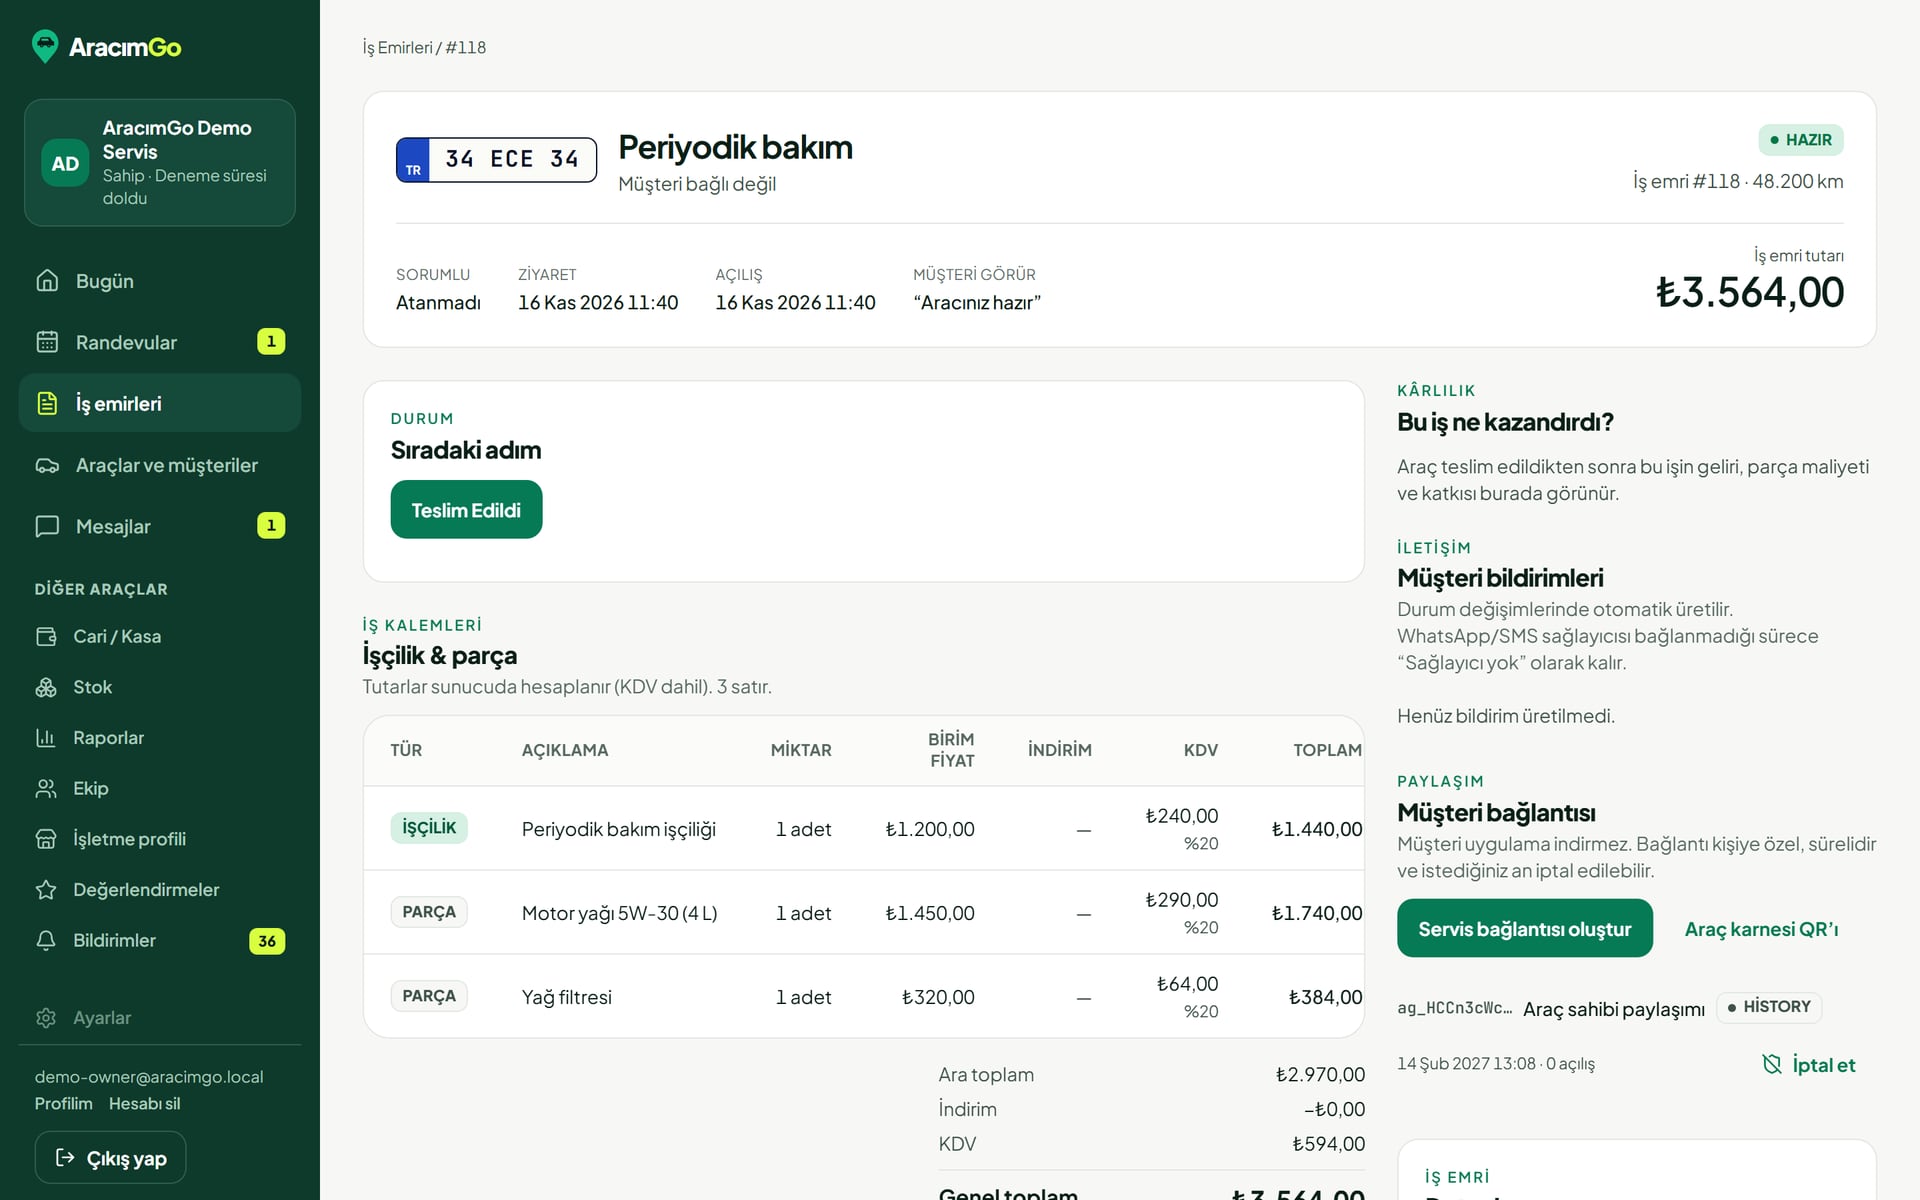 AracımGo
AD
AracımGo Demo
Servis
Sahip · Deneme süresi
doldu
Bugün
Randevular 1
İş emirleri
Araçlar ve müşteriler
Mesajlar 1
DİĞER ARAÇLAR
Cari / Kasa
Stok
Raporlar
Ekip
İşletme profili
Değerlendirmeler
Bildirimler 36
Ayarlar
demo-owner@aracimgo.local
Profilim Hesabı sil
Çıkış yap
İş Emirleri / #118
TR 34 ECE 34
Periyodik bakım
Müşteri bağlı değil
HAZIR
İş emri #118 · 48.200 km
SORUMLU
Atanmadı
ZİYARET
16 Kas 2026 11:40
AÇILIŞ
16 Kas 2026 11:40
MÜŞTERİ GÖRÜR
“Aracınız hazır”
İş emri tutarı
₺3.564,00
DURUM
Sıradaki adım
Teslim Edildi
İŞ KALEMLERİ
İşçilik & parça
Tutarlar sunucuda hesaplanır (KDV dahil). 3 satır.
TÜR AÇIKLAMA MİKTAR BİRİM FİYAT İNDİRİM KDV TOPLAM
İŞÇİLİK Periyodik bakım işçiliği 1 adet ₺1.200,00 — ₺240,00 %20 ₺1.440,00
PARÇA Motor yağı 5W-30 (4 L) 1 adet ₺1.450,00 — ₺290,00 %20 ₺1.740,00
PARÇA Yağ filtresi 1 adet ₺320,00 — ₺64,00 %20 ₺384,00
Ara toplam ₺2.970,00
İndirim −₺0,00
KDV ₺594,00
Genel toplam ₺3.564,00
KÂRLILIK
Bu iş ne kazandırdı?
Araç teslim edildikten sonra bu işin geliri, parça maliyeti
ve katkısı burada görünür.
İLETİŞİM
Müşteri bildirimleri
Durum değişimlerinde otomatik üretilir.
WhatsApp/SMS sağlayıcısı bağlanmadığı sürece
“Sağlayıcı yok” olarak kalır.
Henüz bildirim üretilmedi.
PAYLAŞIM
Müşteri bağlantısı
Müşteri uygulama indirmez. Bağlantı kişiye özel, sürelidir
ve istediğiniz an iptal edilebilir.
Servis bağlantısı oluştur
Araç karnesi QR’ı
ag_HCCn3cWc… Araç sahibi paylaşımı HİSTORY
14 Şub 2027 13:08 · 0 açılış
İptal et
İŞ EMRİ